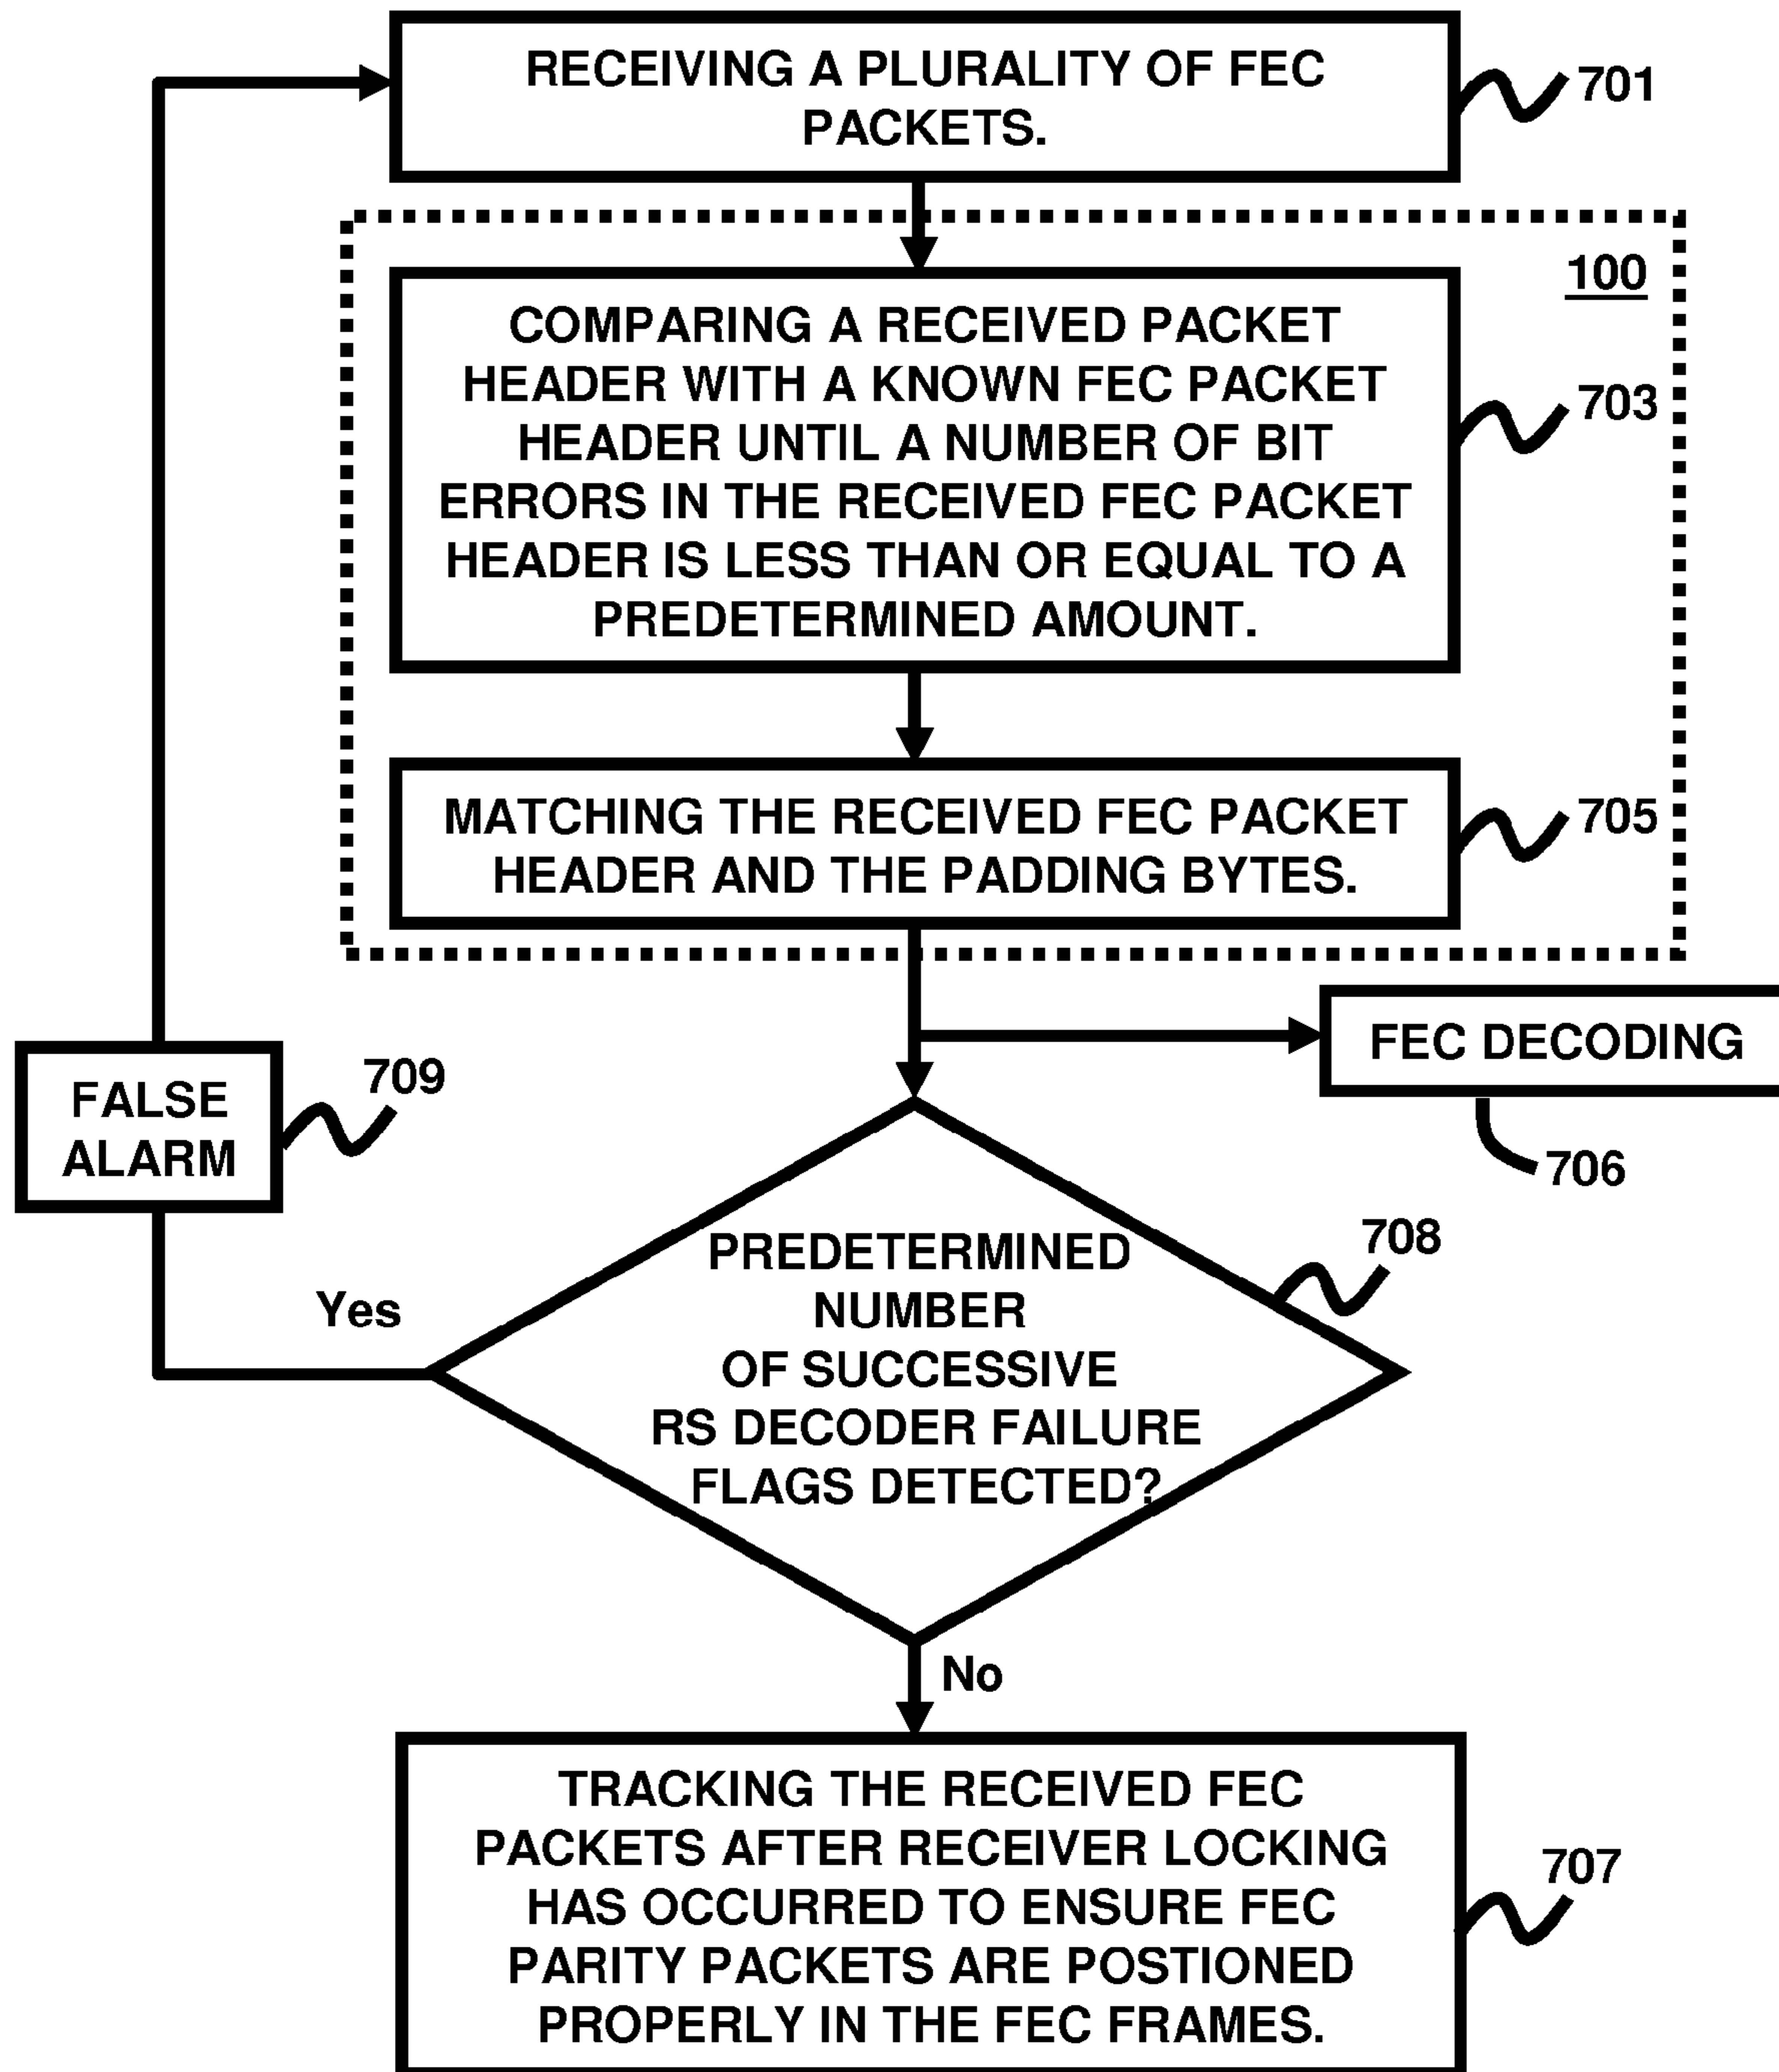 RECEIVING A PLURALITY OF FEC
PACKETS.
701
100
COMPARING A RECEIVED PACKET
HEADER WITH A KNOWN FEC PACKET
HEADER UNTIL A NUMBER OF BIT
ERRORS IN THE RECEIVED FEC PACKET
HEADER IS LESS THAN OR EQUAL TO A
PREDETERMINED AMOUNT.
703
MATCHING THE RECEIVED FEC PACKET
HEADER AND THE PADDING BYTES.
705
FEC DECODING
706
FALSE
ALARM
709
PREDETERMINED
NUMBER
OF SUCCESSIVE
RS DECODER FAILURE
FLAGS DETECTED?
708
Yes
No
TRACKING THE RECEIVED FEC
PACKETS AFTER RECEIVER LOCKING
HAS OCCURRED TO ENSURE FEC
PARITY PACKETS ARE POSTIONED
PROPERLY IN THE FEC FRAMES.
707